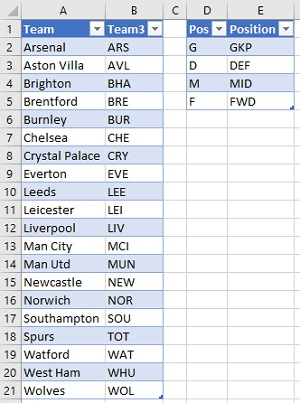 A B C D E
1 Team Team3 Pos Position
2 Arsenal ARS G GKP
3 Aston Villa AVL D DEF
4 Brighton BHA M MID
5 Brentford BRE F FWD
6 Burnley BUR
7 Chelsea CHE
8 Crystal Palace CRY
9 Everton EVE
10 Leeds LEE
11 Leicester LEI
12 Liverpool LIV
13 Man City MCI
14 Man Utd MUN
15 Newcastle NEW
16 Norwich NOR
17 Southampton SOU
18 Spurs TOT
19 Watford WAT
20 West Ham WHU
21 Wolves WOL